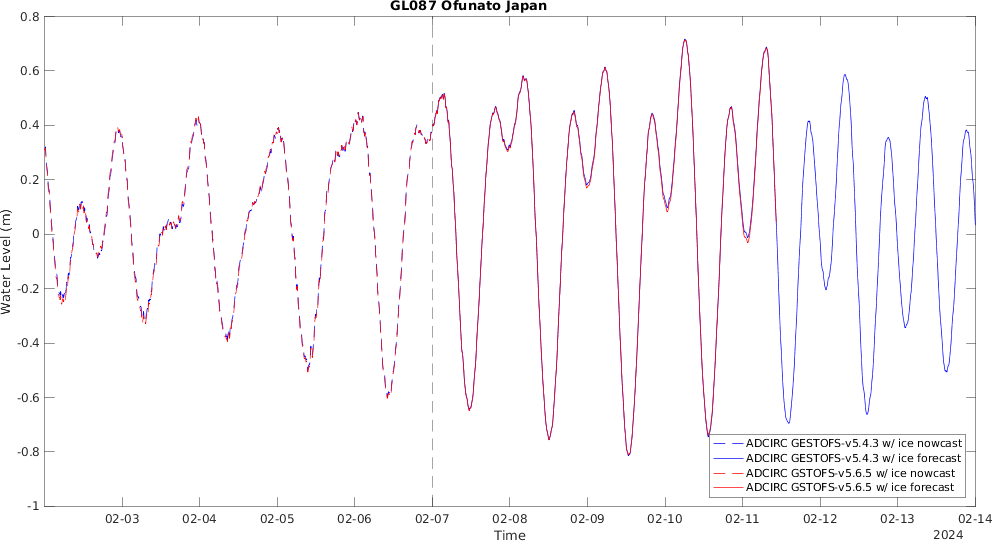 GL087 Ofunato Japan
0.8
0.6
0.4
0.2
0
-0.2
-0.4
-0.6
-0.8
-1
Water Level (m)
ADCIRC GESTOFS-v5.4.3 w/ ice nowcast
ADCIRC GESTOFS-v5.4.3 w/ ice forecast
ADCIRC GSTOFS-v5.6.5 w/ ice nowcast
ADCIRC GSTOFS-v5.6.5 w/ ice forecast
02-03 02-04 02-05 02-06 02-07 02-08 02-09 02-10 02-11 02-12 02-13 02-14
Time
2024